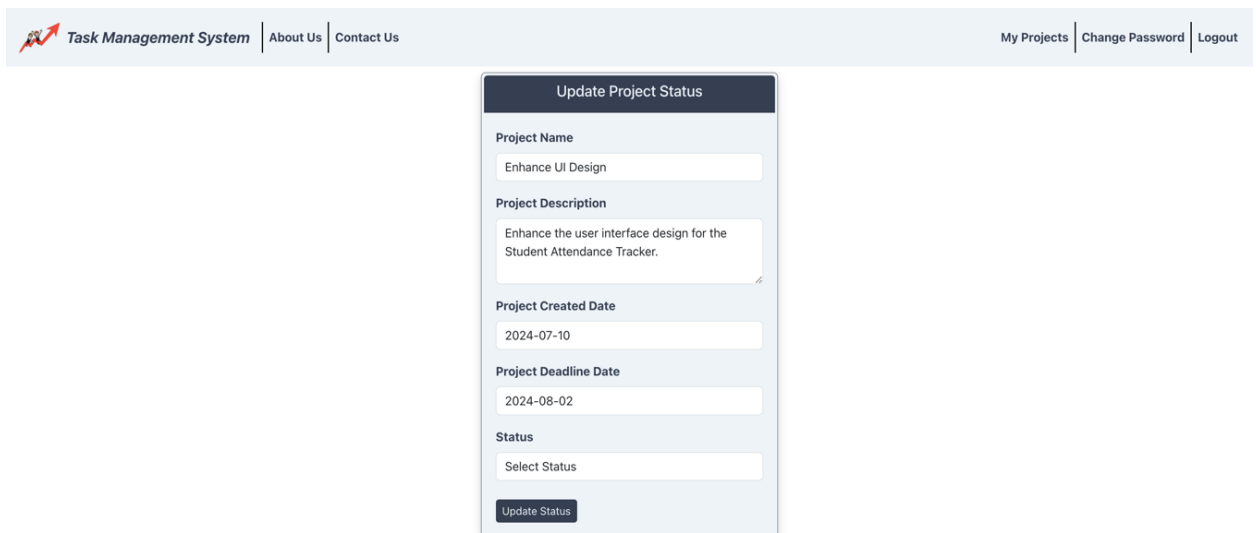 Task Management System About Us Contact Us My Projects Change Password Logout
Update Project Status
Project Name
Enhance UI Design
Project Description
Enhance the user interface design for the
Student Attendance Tracker.
Project Created Date
2024-07-10
Project Deadline Date
2024-08-02
Status
Select Status
Update Status